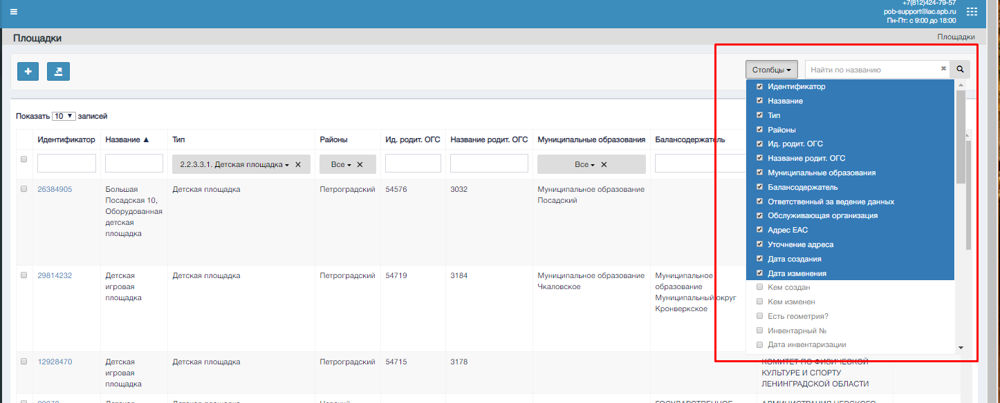 +7(812)424-79-57
pob-support@iac.spb.ru
Пн-Пт: с 9:00 до 18:00
Площадки
Площадки
Столбцы
Найти по названию
Идентификатор
Название
Тип
Районы
Ид. родит. ОГС
Название родит. ОГС
Муниципальные образования
Балансодержатель
Ответственный за ведение данных
Обслуживающая организация
Адрес ЕАС
Уточнение адреса
Дата создания
Дата изменения
Кем создан
Кем изменен
Есть геометрия?
Инвентарный №
Дата инвентаризации
Показать 10 записей
Идентификатор Название ▲ Тип Районы Ид. родит. ОГС Название родит. ОГС Муниципальные образования Балансодержатель
2.2.3.3.1. Детская площадка Все Все
26384905 Большая Детская площадка Петроградский 54576 3032 Муниципальное образование
Посадская 10, Посадский
Оборудованная
детская
площадка
29814232 Детская Детская площадка Петроградский 54719 3184 Муниципальное образование Муниципальное
игровая Чкаловское образование
площадка Муниципальный округ
Кронверкское
12928470 Детская Детская площадка Петроградский 54715 3178 КОМИТЕТ ПО ФИЗИЧЕСКОЙ
игровая КУЛЬТУРЕ И СПОРТУ
площадка ЛЕНИНГРАДСКОЙ ОБЛАСТИ
Детская Детская площадка Невский ГОСУДАРСТВЕННОЕ АДМИНИСТРАЦИЯ НЕВСКОГО